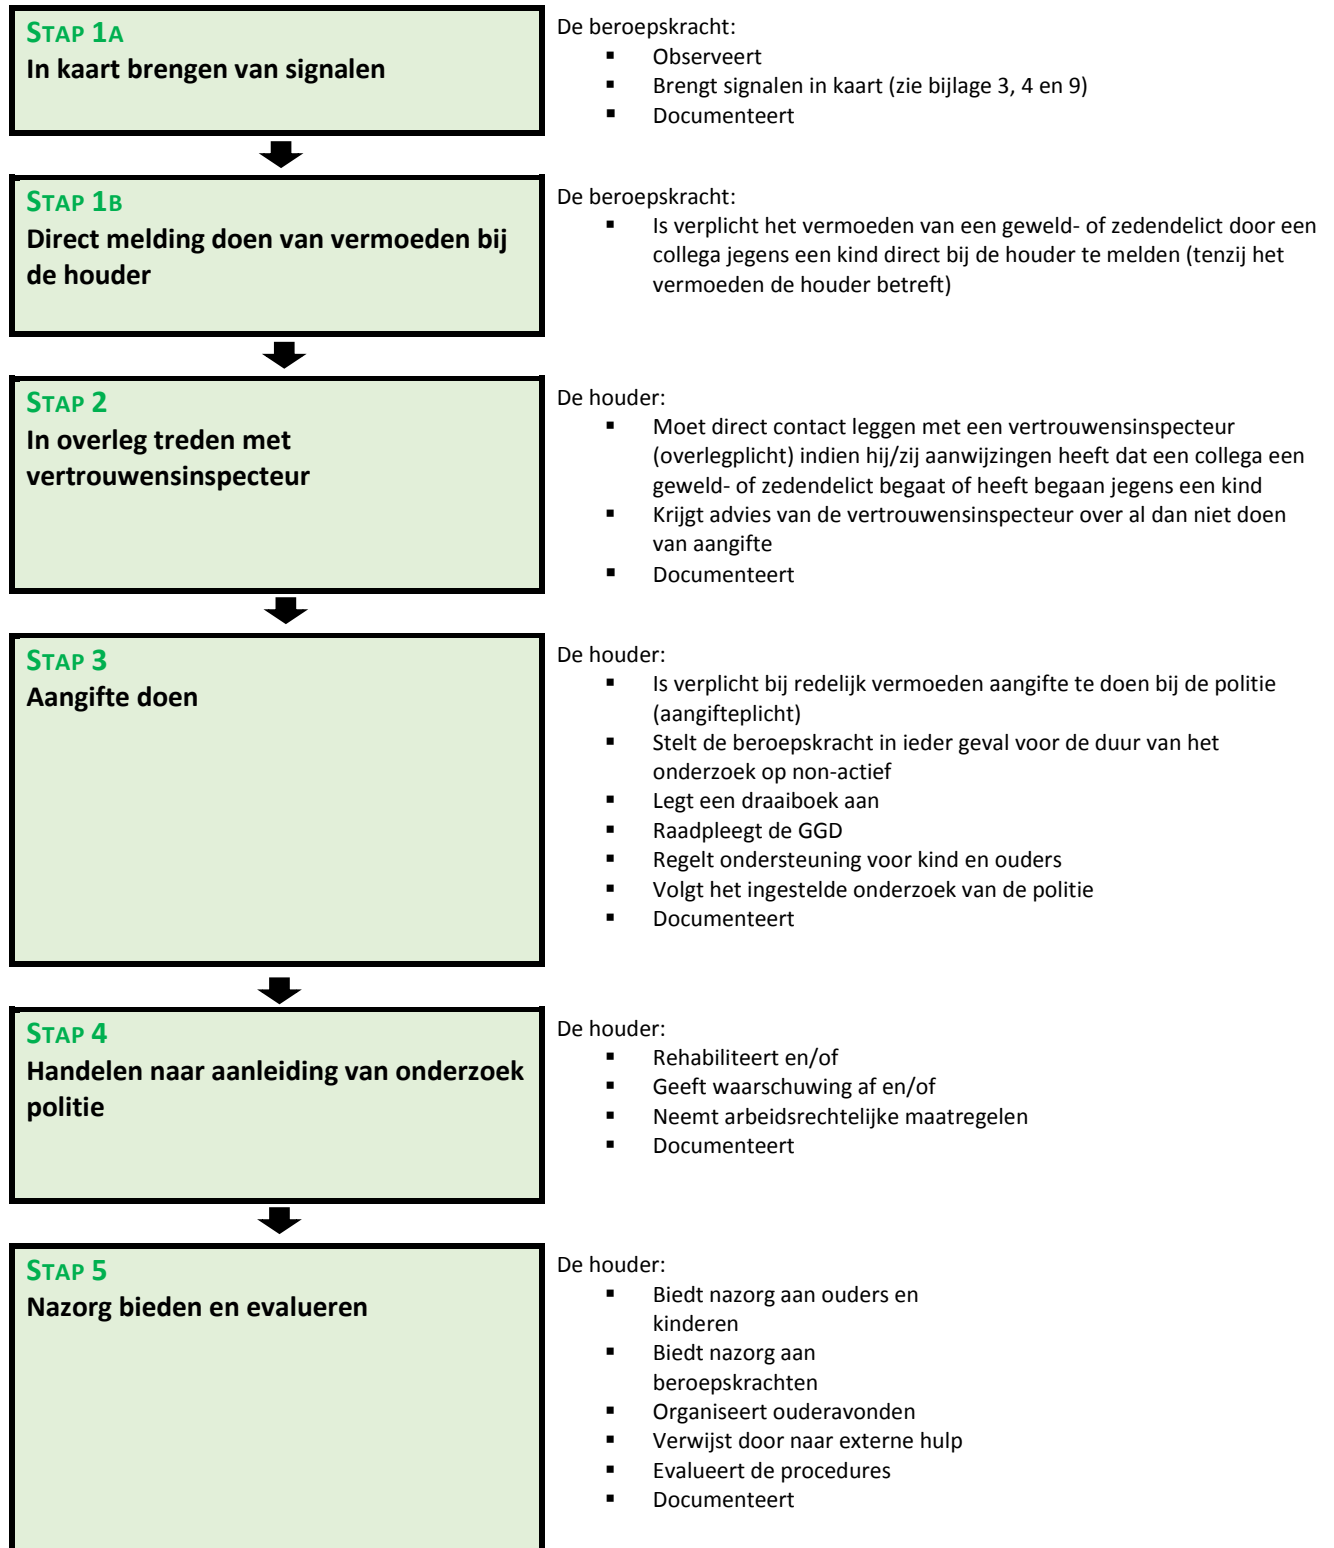 STAP 1A
In kaart brengen van signalen
De beroepskracht:
▪ Observeert
▪ Brengt signalen in kaart (zie bijlage 3, 4 en 9)
▪ Documenteert
STAP 1B
Direct melding doen van vermoeden bij
de houder
De beroepskracht:
▪ Is verplicht het vermoeden van een geweld- of zedendelict door een
collega jegens een kind direct bij de houder te melden (tenzij het
vermoeden de houder betreft)
STAP 2
In overleg treden met
vertrouwensinspecteur
De houder:
▪ Moet direct contact leggen met een vertrouwensinspecteur
(overlegplicht) indien hij/zij aanwijzingen heeft dat een collega een
geweld- of zedendelict begaat of heeft begaan jegens een kind
▪ Krijgt advies van de vertrouwensinspecteur over al dan niet doen
van aangifte
▪ Documenteert
STAP 3
Aangifte doen
De houder:
▪ Is verplicht bij redelijk vermoeden aangifte te doen bij de politie
(aangifteplicht)
▪ Stelt de beroepskracht in ieder geval voor de duur van het
onderzoek op non-actief
▪ Legt een draaiboek aan
▪ Raadpleegt de GGD
▪ Regelt ondersteuning voor kind en ouders
▪ Volgt het ingestelde onderzoek van de politie
▪ Documenteert
STAP 4
Handelen naar aanleiding van onderzoek
politie
De houder:
▪ Rehabiliteert en/of
▪ Geeft waarschuwing af en/of
▪ Neemt arbeidsrechtelijke maatregelen
▪ Documenteert
STAP 5
Nazorg bieden en evalueren
De houder:
▪ Biedt nazorg aan ouders en
kinderen
▪ Biedt nazorg aan
beroepskrachten
▪ Organiseert ouderavonden
▪ Verwijst door naar externe hulp
▪ Evalueert de procedures
▪ Documenteert